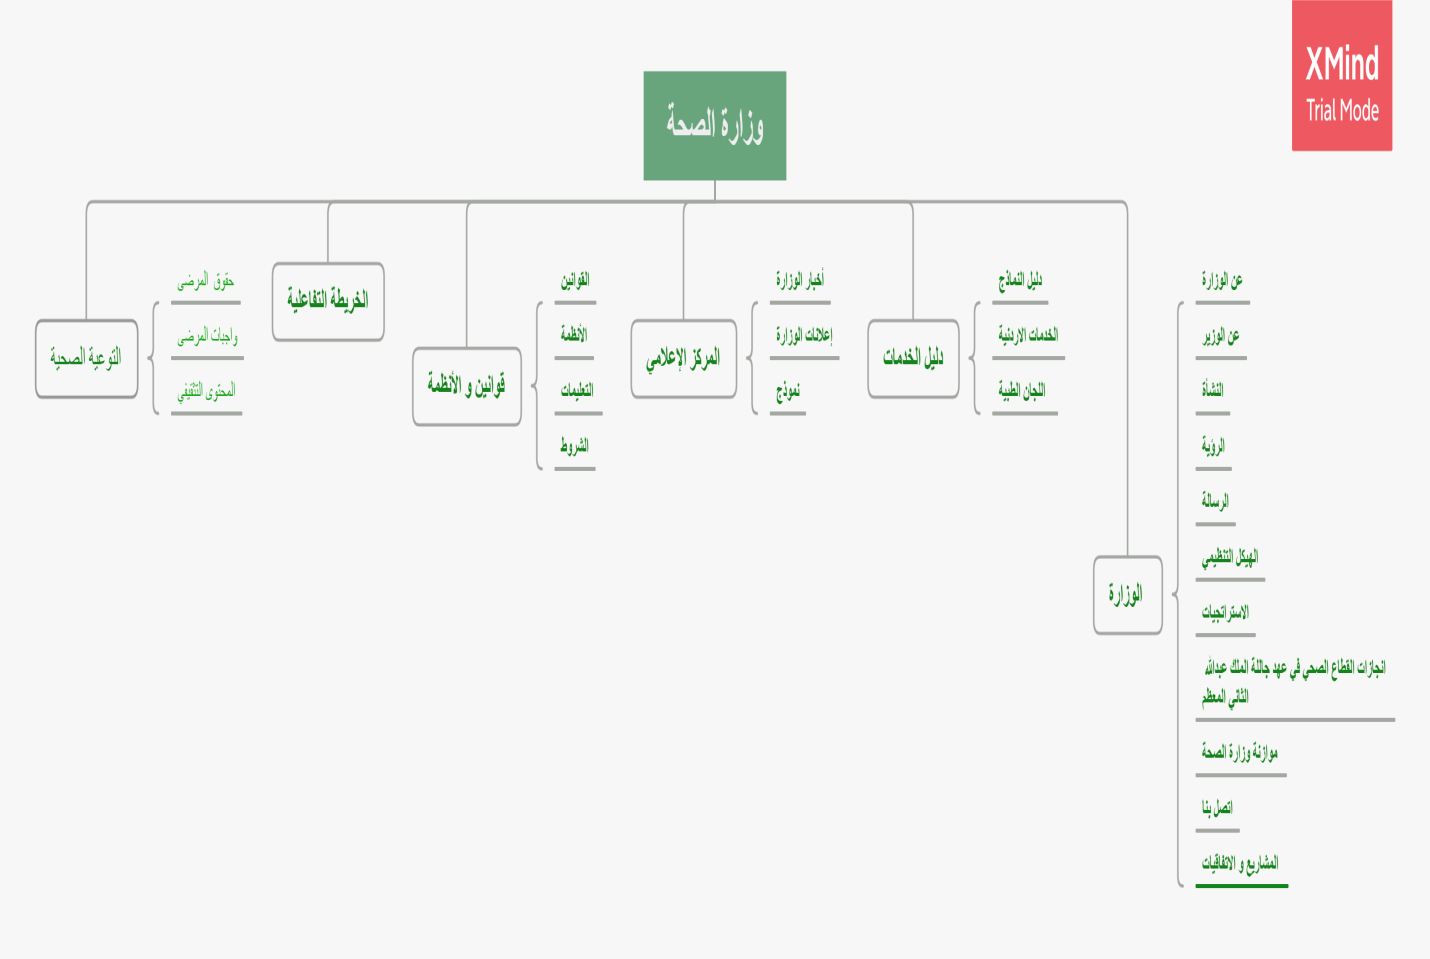 XMind
Trial Mode
وزارة الصحة
الوزارة
عن الوزارة
عن الوزير
النشأة
الرؤية
الرسالة
الهيكل التنظيمي
الاستراتجيات
انجازات القطاع الصحي في عهد جاللة الملك عبدالله
الثاني المعظم
موازنة وزارة الصحة
اتصل بنا
المشاريع و الاتفاقيات
دليل الخدمات
دليل النماذج
الخدمات الاردنية
اللجان الطبية
المركز الإعلامي
أخبار الوزارة
إعلانات الوزارة
نموذج
قوانين و الأنظمة
القوانين
الأنظمة
التعليمات
الشروط
الخريطة التفاعلية
التوعية الصحية
حقوق المرضى
واجبات المرضى
المحتوى التثقيفي